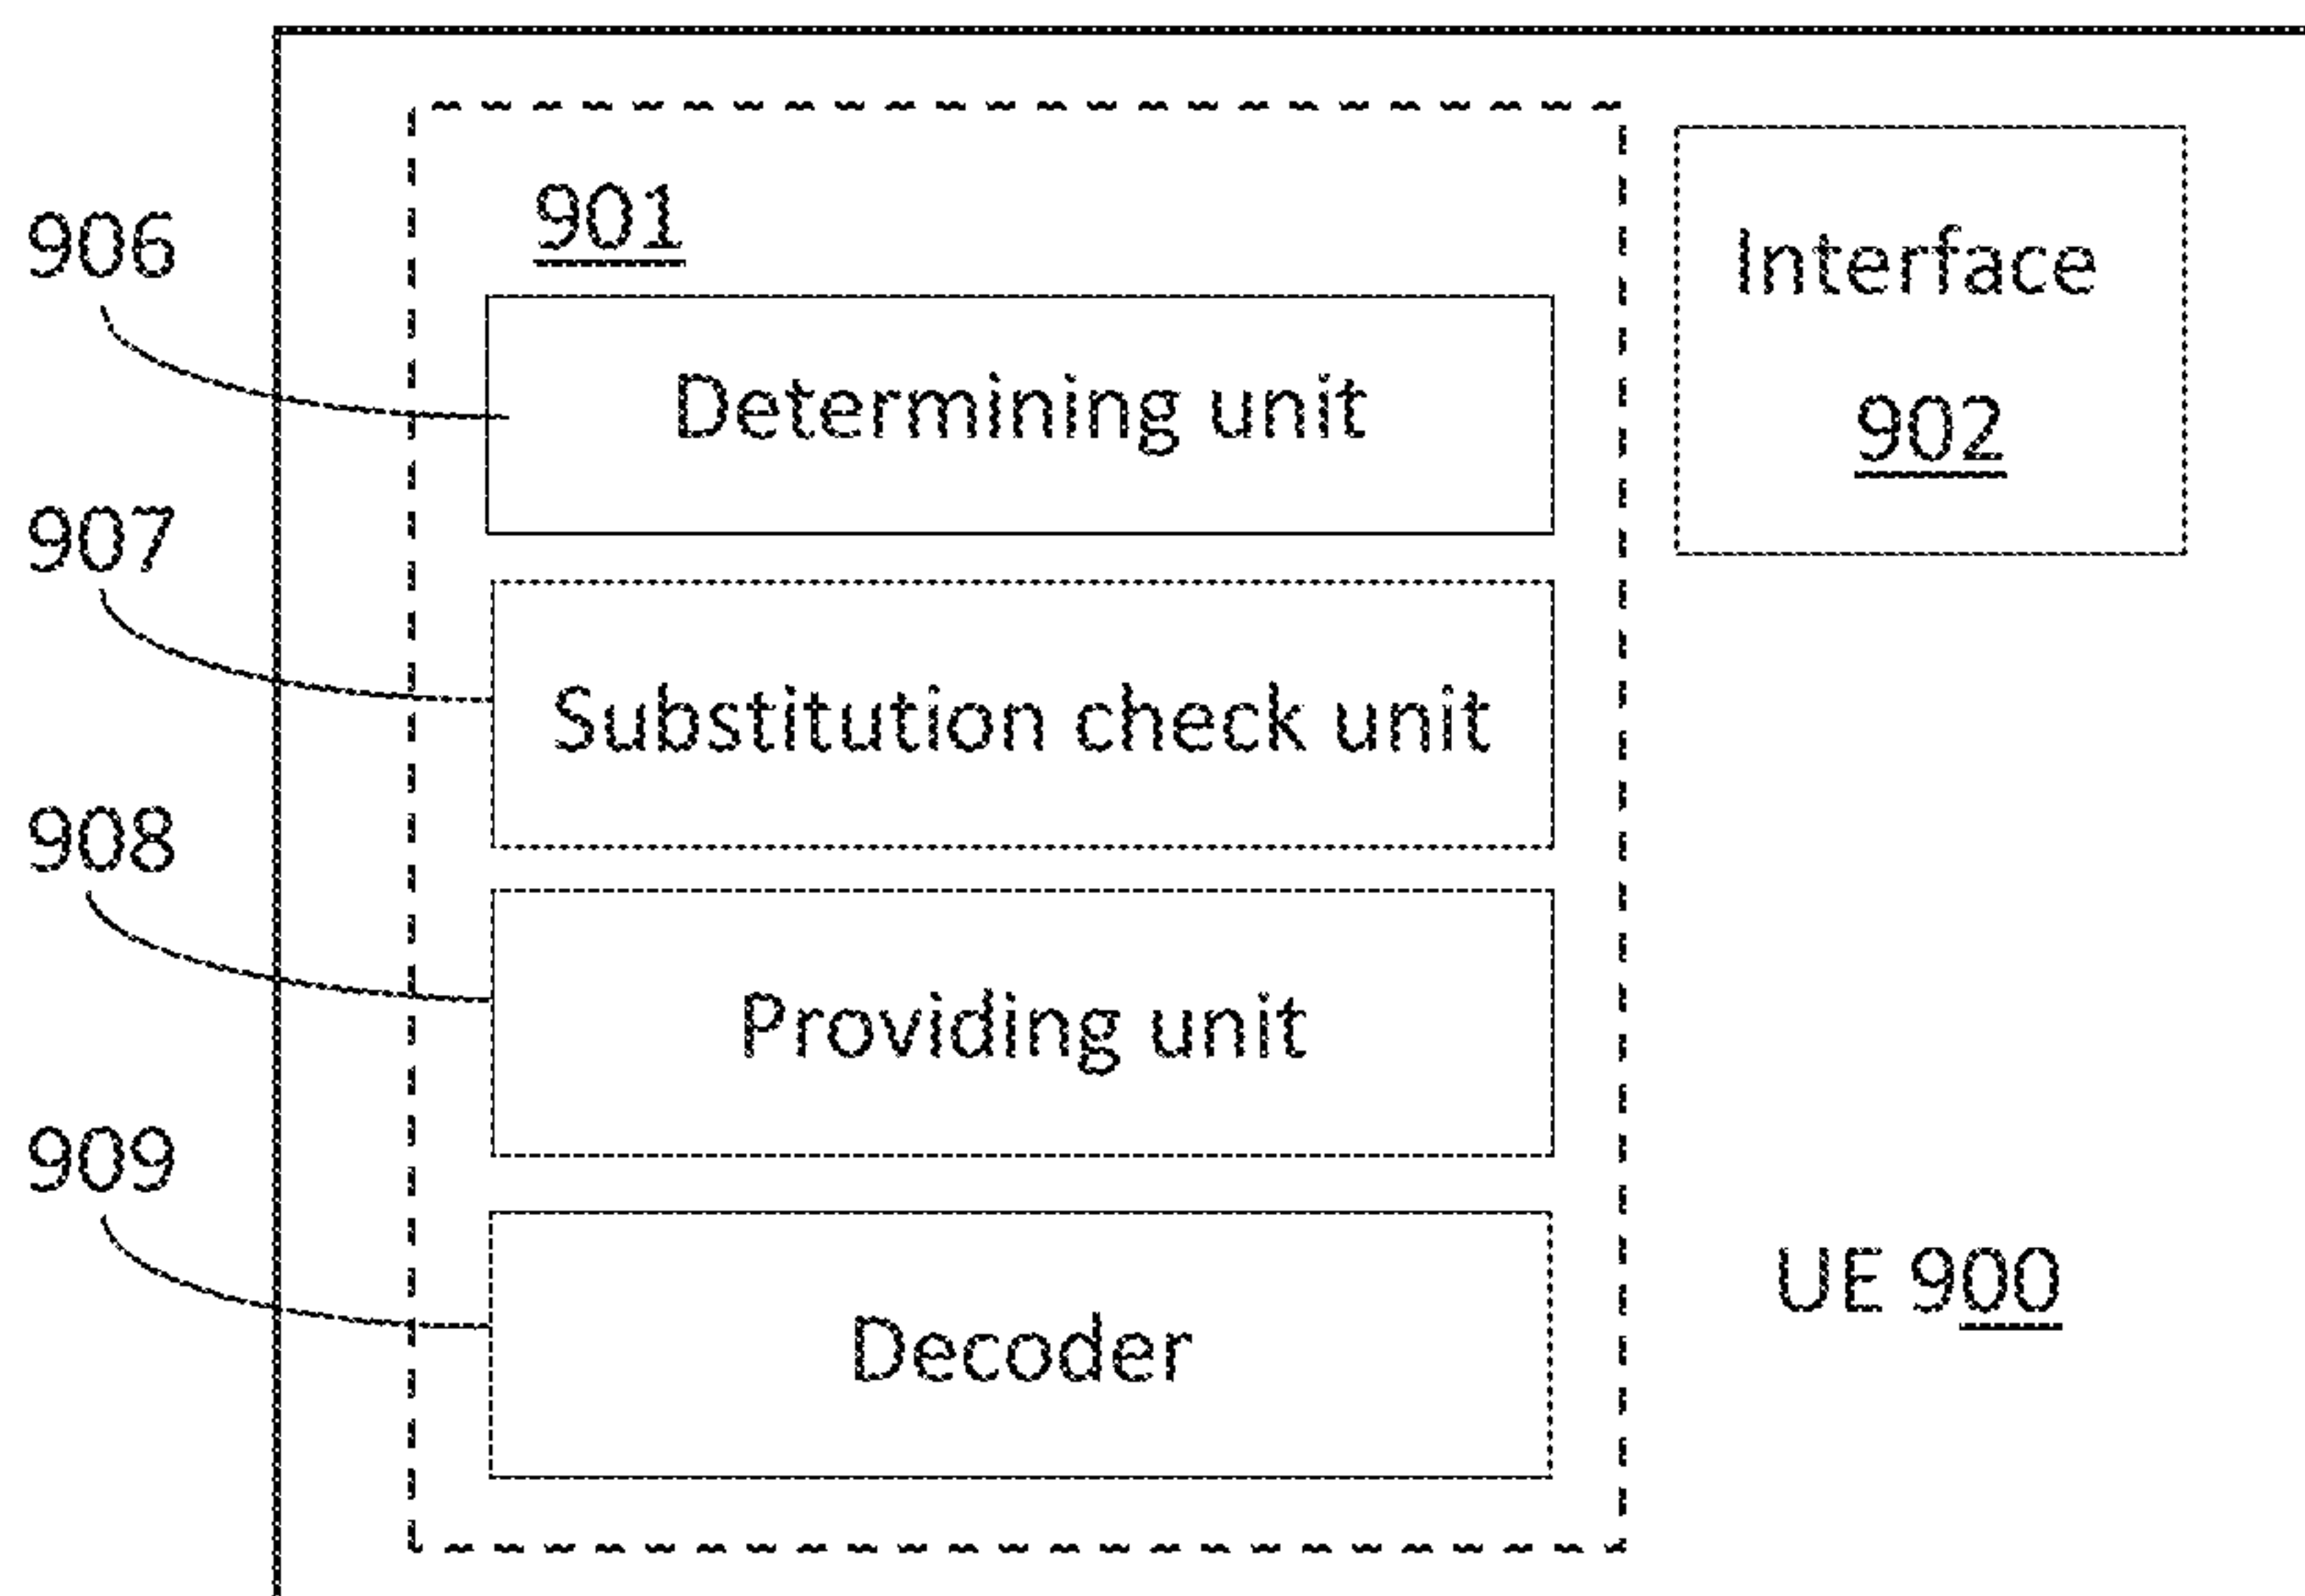 906
901
Interface
902
Determining unit
907
Substitution check unit
908
Providing unit
909
Decoder
UE 900